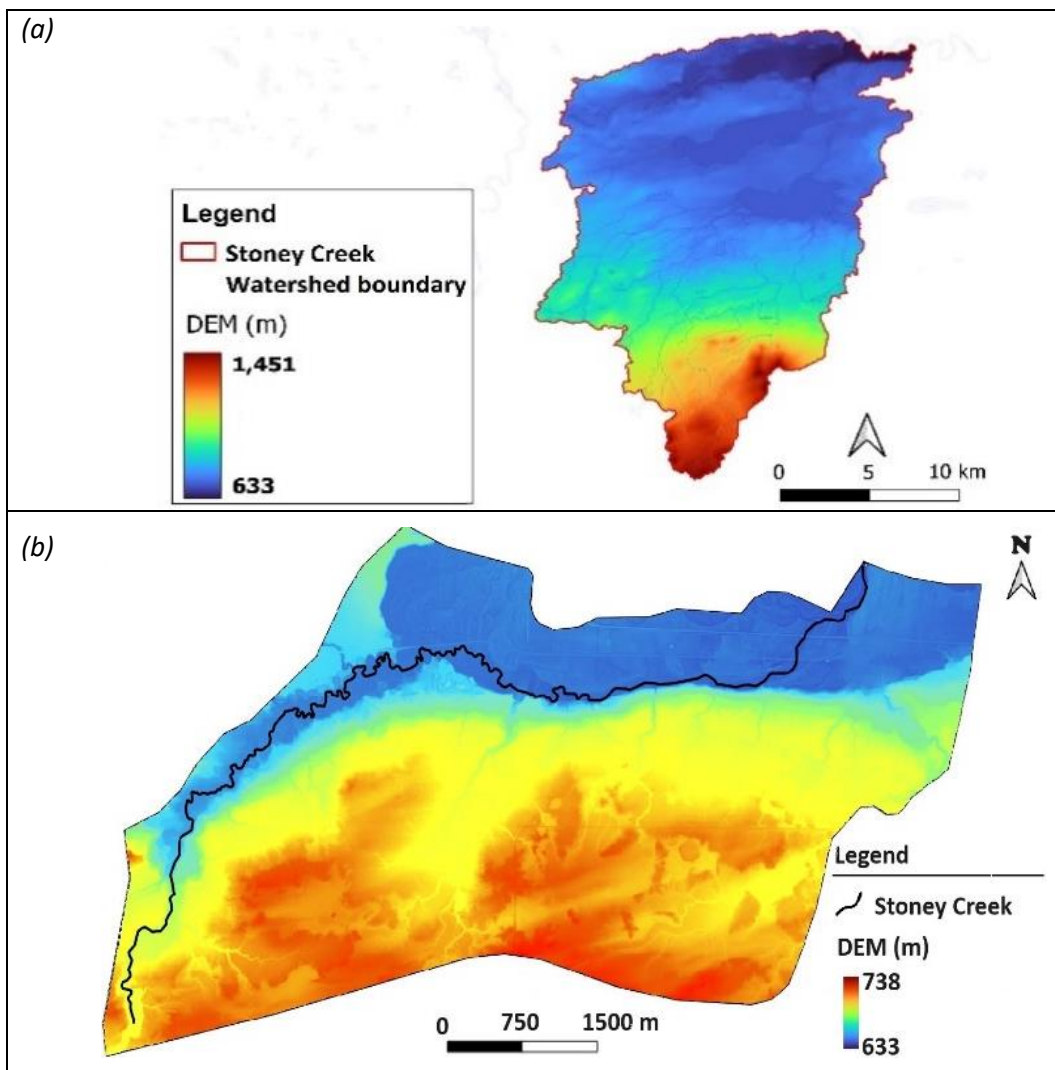 (a)
Legend
Stoney Creek
Watershed boundary
DEM (m)
1,451
633
0 5 10 km
(b)
N
Legend
Stoney Creek
DEM (m)
738
633
0 750 1500 m